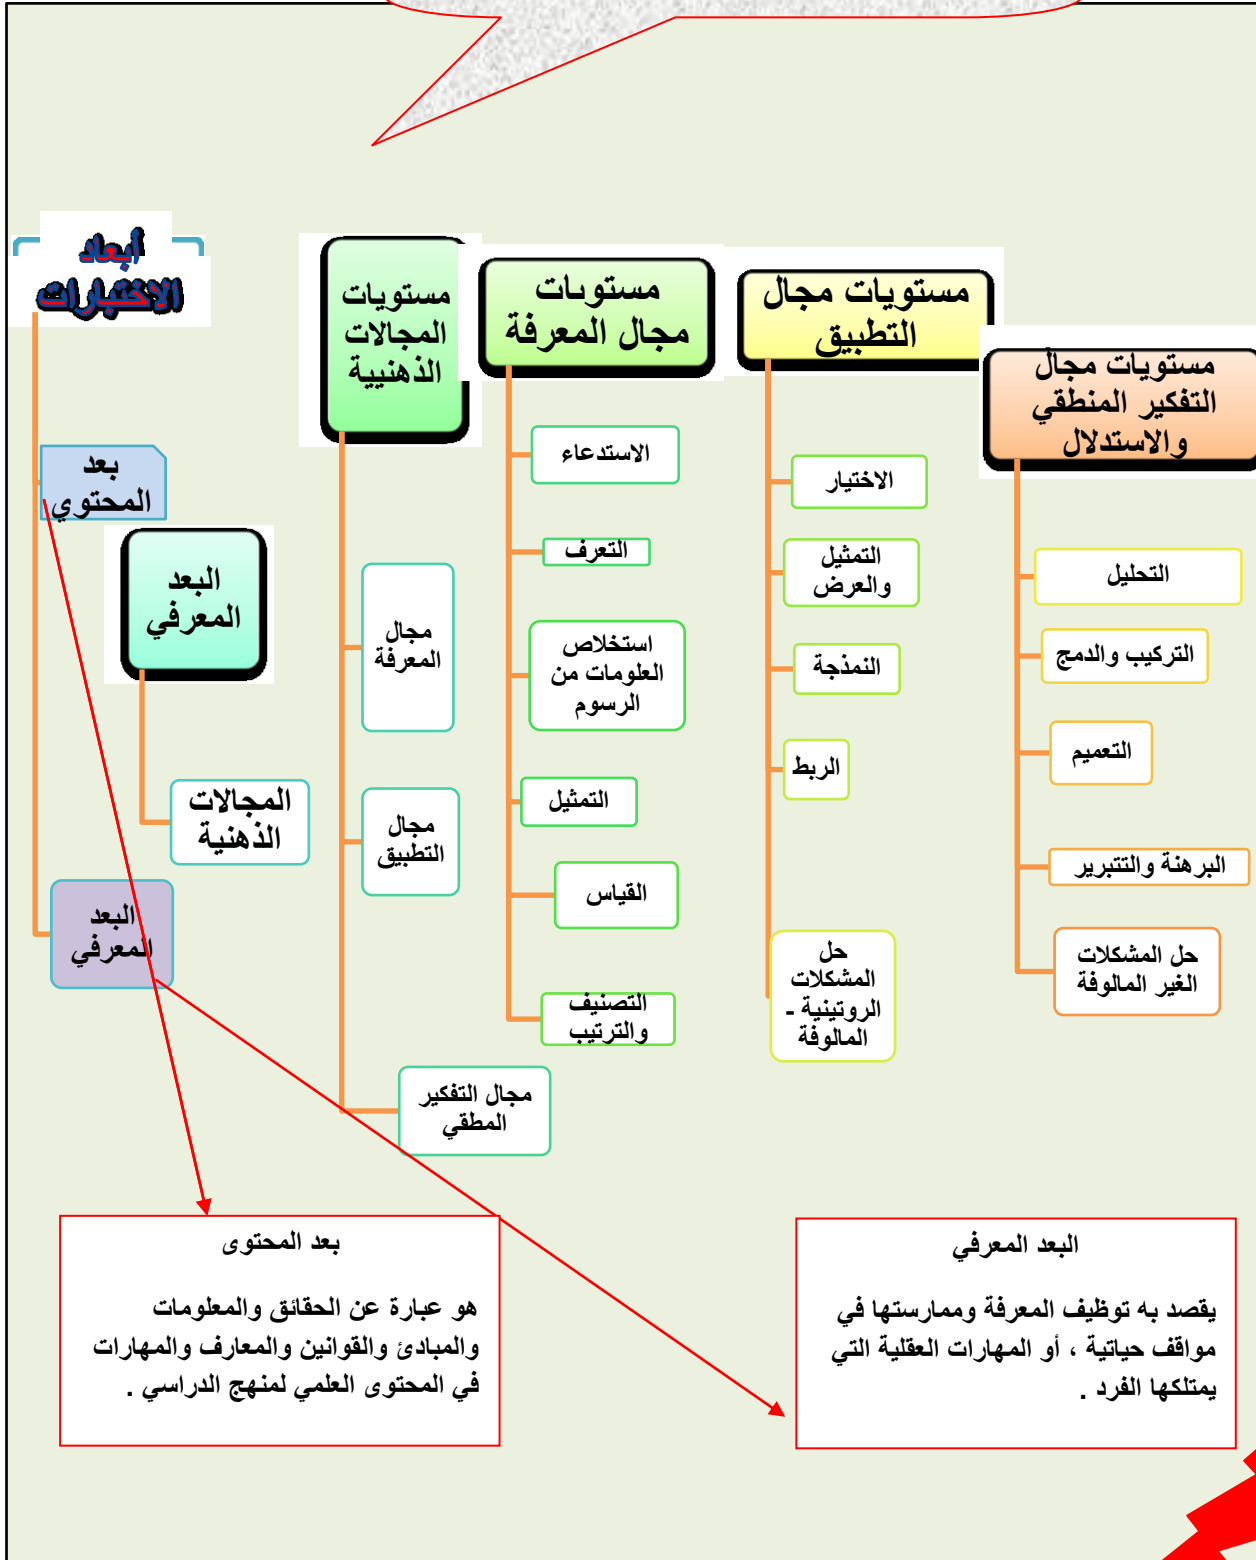 أبعاد
الاختبارات
بعد
المحتوي
البعد
المعرفي
البعد
المعرفي
المجالات
الذهنية
مستويات
المجالات
الذهنيية
مجال
المعرفة
مجال
التطبيق
مجال التفكير
المطقي
مستويات
مجال المعرفة
الاستدعاء
التعرف
استخلاص
العلومات من
الرسوم
التمثيل
القياس
التصنيف
والترتيب
مستويات مجال
التطبيق
الاختيار
التمثيل
والعرض
النمذجة
الربط
حل
المشكلات
الروتينية -
المالوفة
مستويات مجال
التفكير المنطقي
والاستدلال
التحليل
التركيب والدمج
التعميم
البرهنة والتتبرير
حل المشكلات
الغير المالوفة
بعد المحتوى
هو عبارة عن الحقائق والمعلومات
والمبادئ والقوانين والمعارف والمهارات
في المحتوى العلمي لمنهج الدراسي .
البعد المعرفي
يقصد به توظيف المعرفة وممارستها في
مواقف حياتية ، أو المهارات العقلية التي
يمتلكها الفرد .